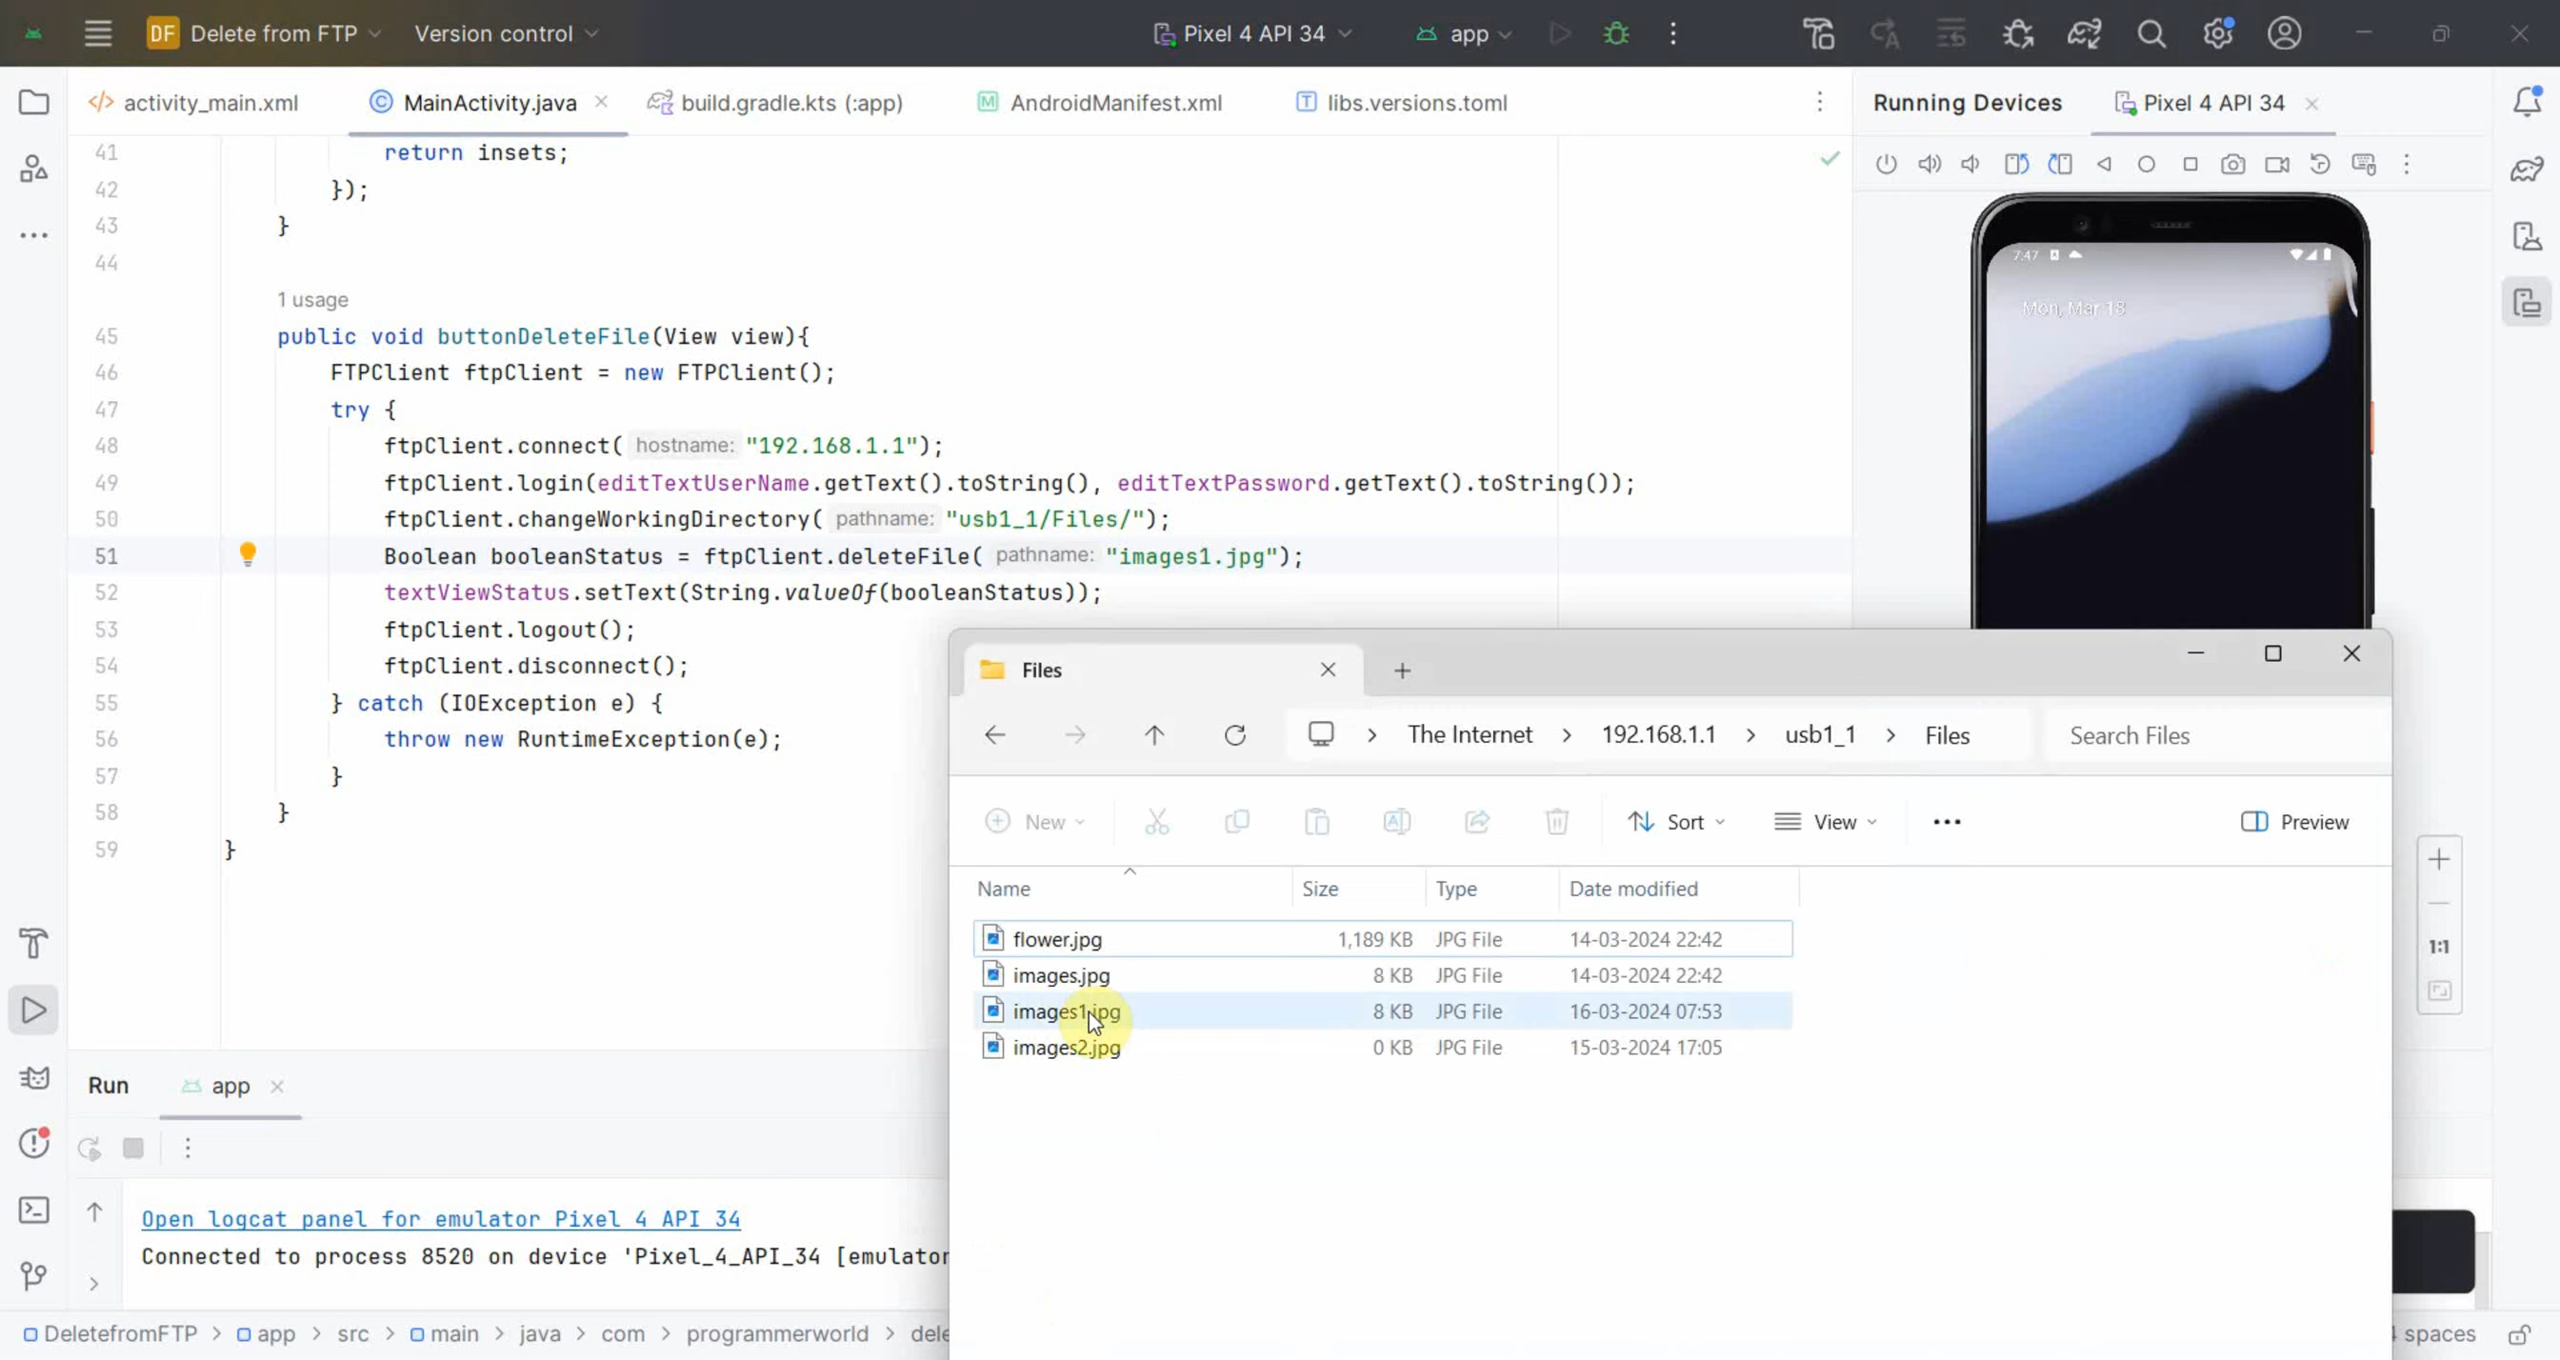 DF Delete from FTP Version control Pixel 4 API 34 app
activity_main.xml MainActivity.java build.gradle.kts (:app) AndroidManifest.xml libs.versions.toml Running Devices Pixel 4 API 34
41 return insets;
42 });
43 }
44
1 usage
45 public void buttonDeleteFile(View view){
46 FTPClient ftpClient = new FTPClient();
47 try {
48 ftpClient.connect( hostname: "192.168.1.1");
49 ftpClient.login(editTextUserName.getText().toString(), editTextPassword.getText().toString());
50 ftpClient.changeWorkingDirectory( pathname: "usb1_1/Files/");
51 Boolean booleanStatus = ftpClient.deleteFile( pathname: "images1.jpg");
52 textViewStatus.setText(String.valueOf(booleanStatus));
53 ftpClient.logout();
54 ftpClient.disconnect();
55 } catch (IOException e) {
56 throw new RuntimeException(e);
57 }
58 }
59 }
7:47
Mon, Mar 18
Files
The Internet > 192.168.1.1 > usb1_1 > Files Search Files
New Sort View Preview
Name Size Type Date modified
flower.jpg 1,189 KB JPG File 14-03-2024 22:42
images.jpg 8 KB JPG File 14-03-2024 22:42
images1.jpg 8 KB JPG File 16-03-2024 07:53
images2.jpg 0 KB JPG File 15-03-2024 17:05
1:1
Run app
Open logcat panel for emulator Pixel 4 API 34
Connected to process 8520 on device 'Pixel_4_API_34 [emulator
DeletefromFTP > app > src > main > java > com > programmerworld > dele
spaces